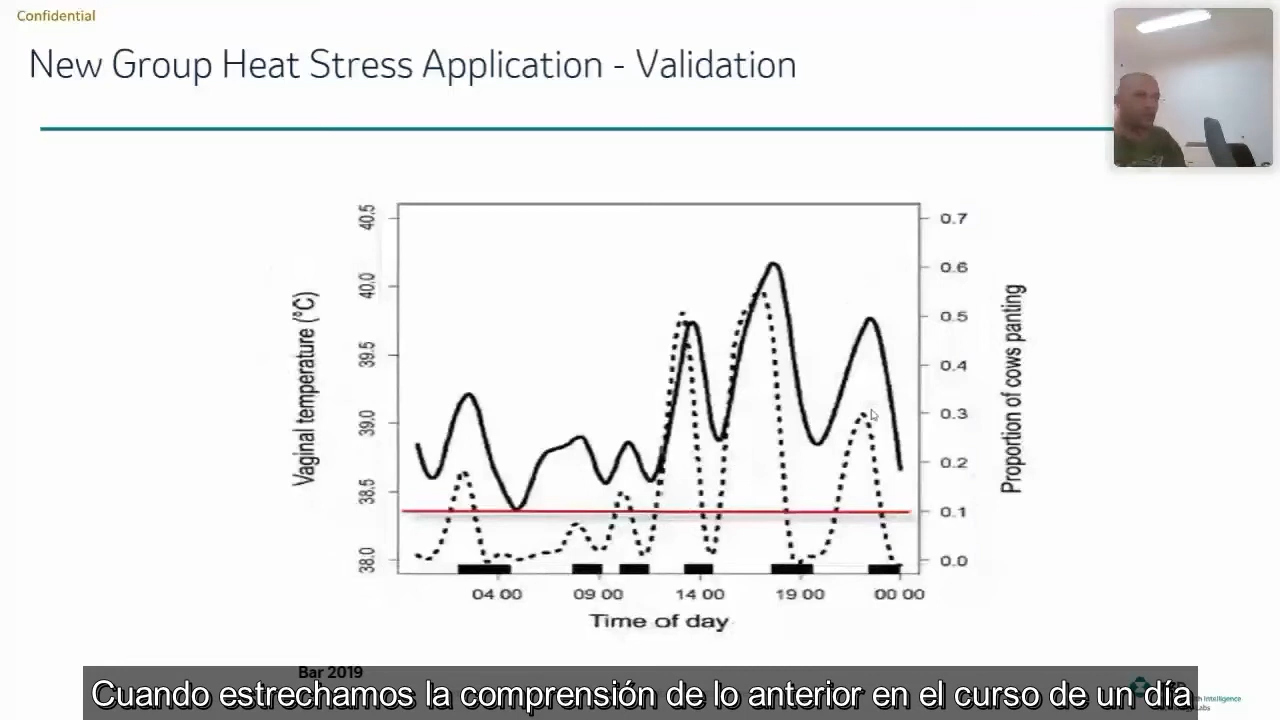 Confidential
New Group Heat Stress Application - Validation
40.5
40.0
39.5
39.0
38.5
38.0
Vaginal temperature (°C)
0.7
0.6
0.5
0.4
0.3
0.2
0.1
0.0
Proportion of cows panting
04 00
09 00
14 00
19 00
00 00
Time of day
Bar 2019
Cuando estrechamos la comprensión de lo anterior en el curso de un día
Intelligence
Labs